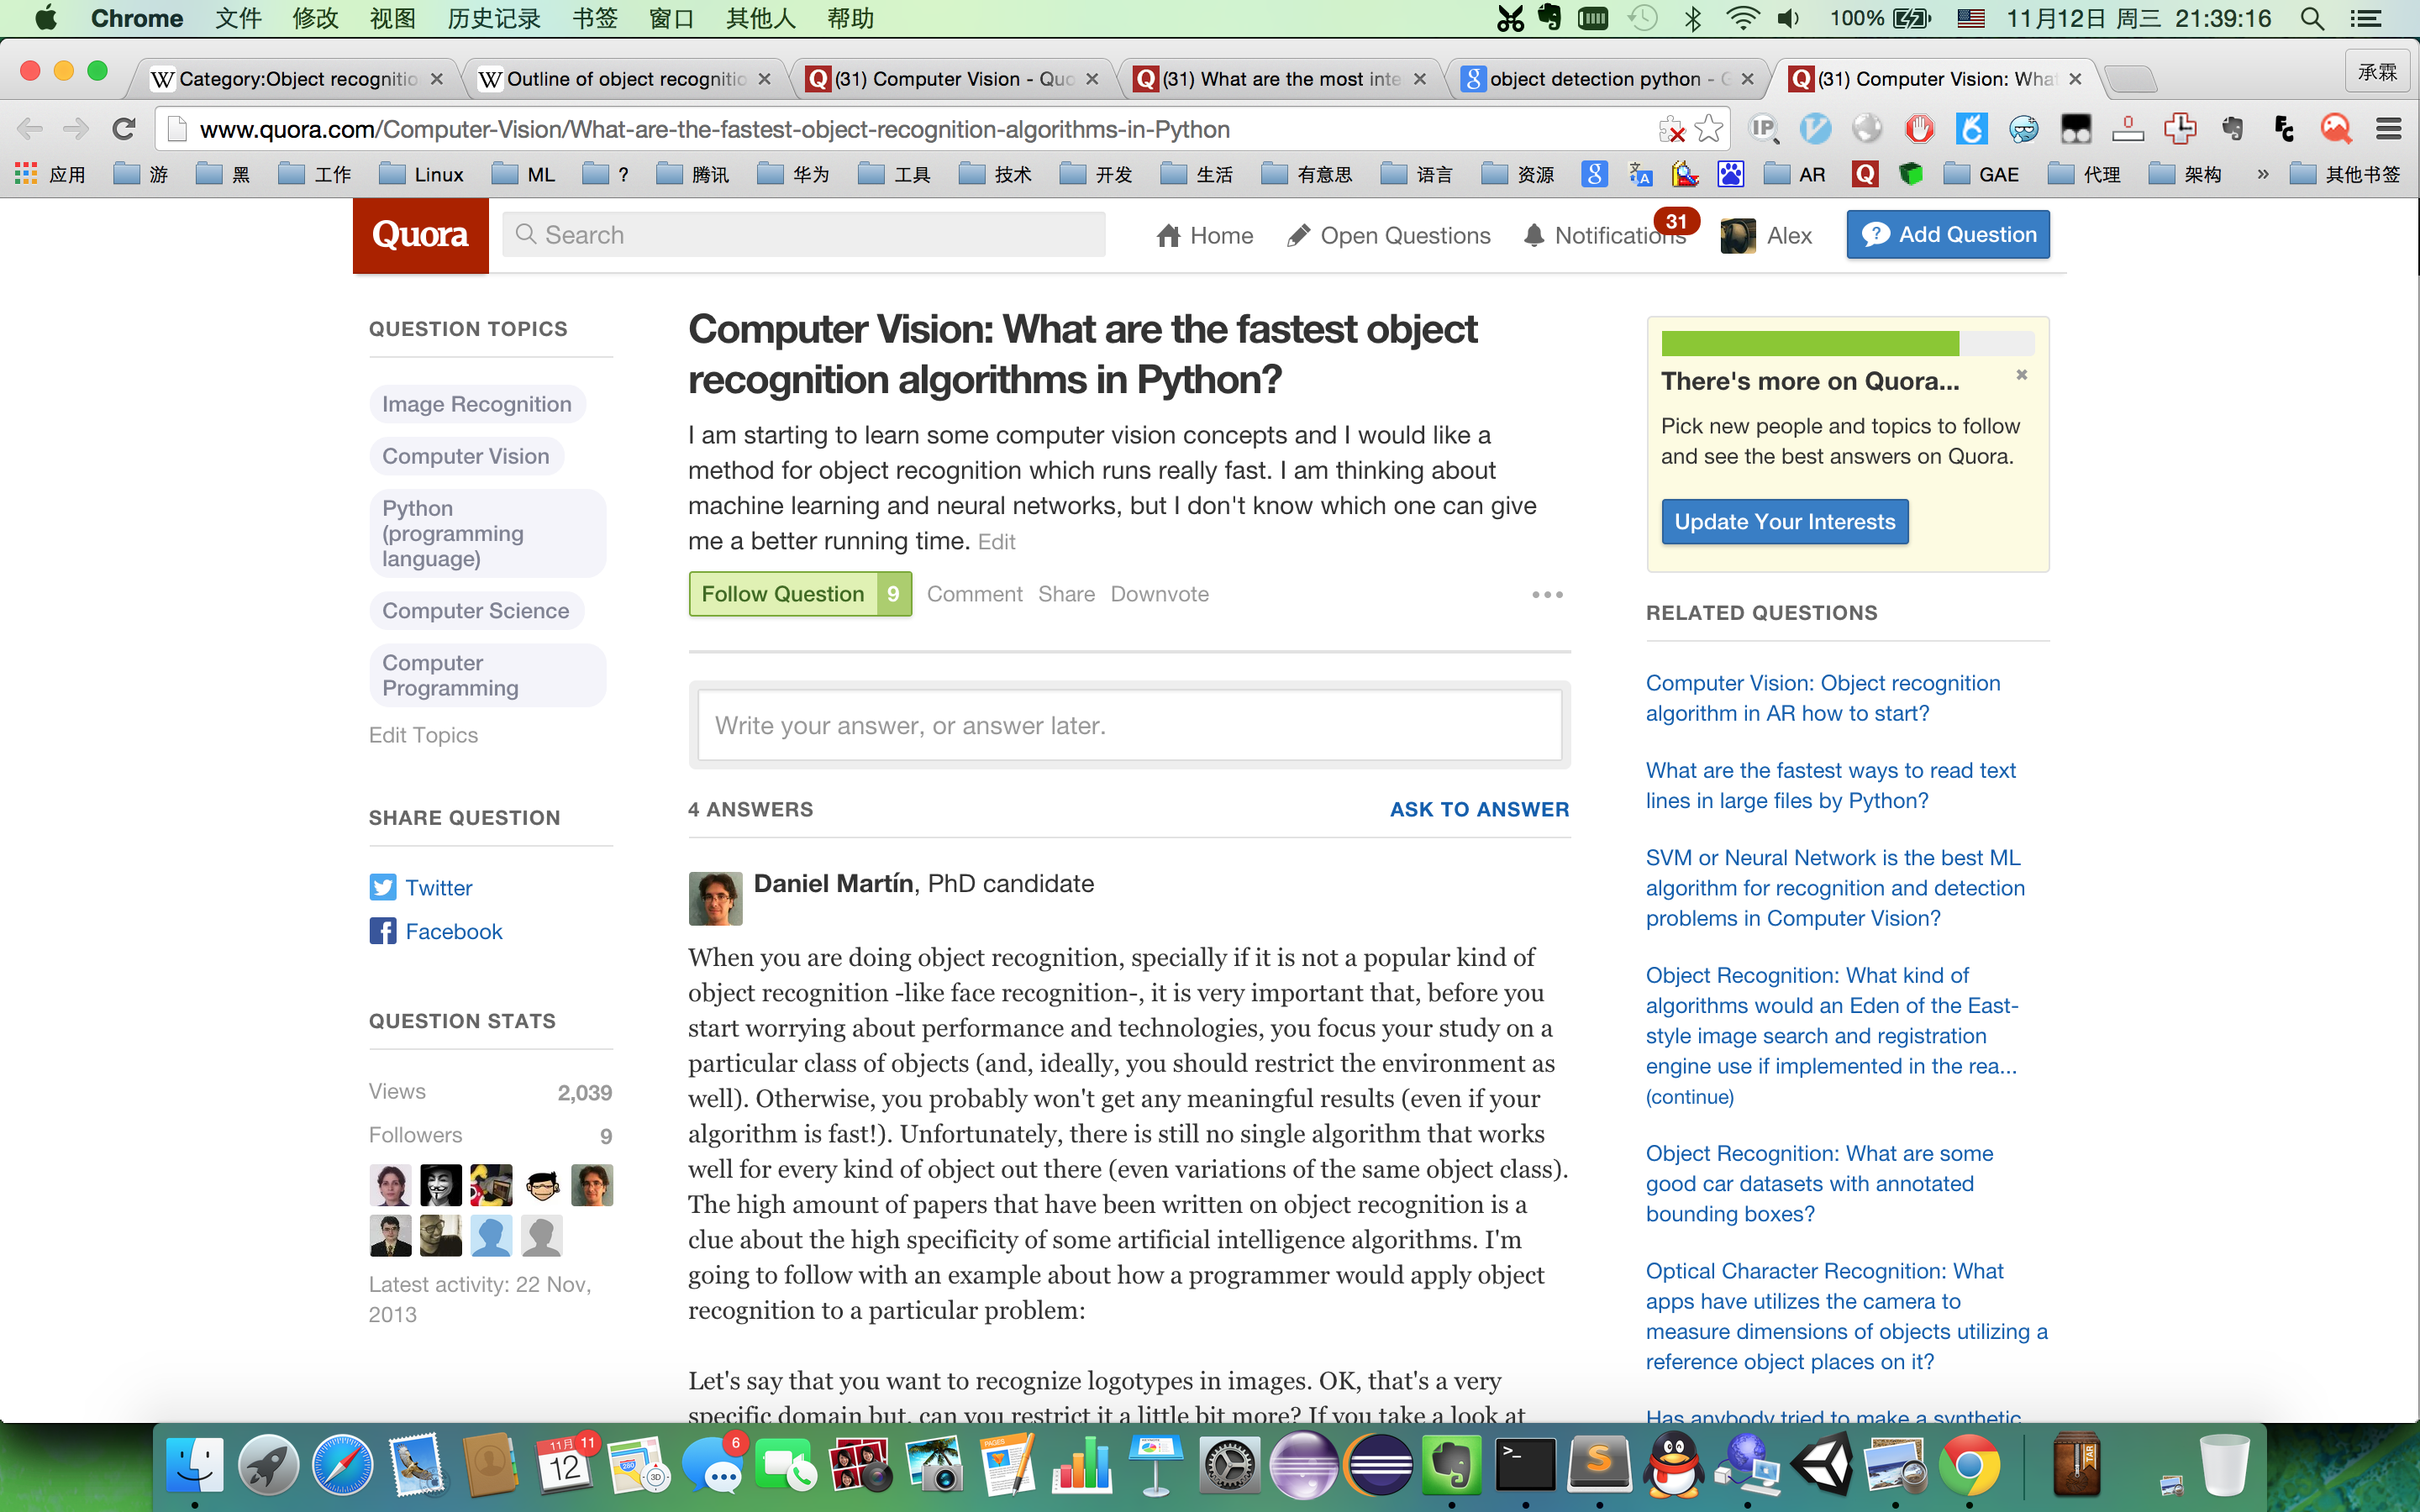 Chrome 文件 修改 视图 历史记录 书签 窗口 其他人 帮助 100% 11月12日 周三 21:39:16
Category:Object recognitio
Outline of object recognitio
(31) Computer Vision - Quo
(31) What are the most inte
object detection python - G
(31) Computer Vision: What
承霖
www.quora.com/Computer-Vision/What-are-the-fastest-object-recognition-algorithms-in-Python
应用 游 黑 工作 Linux ML ? 腾讯 华为 工具 技术 开发 生活 有意思 语言 资源 AR GAE 代理 架构 » 其他书签
Quora Search Home Open Questions Notifications 31 Alex Add Question
QUESTION TOPICS
Image Recognition
Computer Vision
Python
(programming
language)
Computer Science
Computer
Programming
Edit Topics
SHARE QUESTION
Twitter
Facebook
QUESTION STATS
Views 2,039
Followers 9
Latest activity: 22 Nov,
2013
Computer Vision: What are the fastest object
recognition algorithms in Python?
I am starting to learn some computer vision concepts and I would like a
method for object recognition which runs really fast. I am thinking about
machine learning and neural networks, but I don't know which one can give
me a better running time. Edit
Follow Question 9 Comment Share Downvote
Write your answer, or answer later.
4 ANSWERS ASK TO ANSWER
Daniel Martín, PhD candidate
When you are doing object recognition, specially if it is not a popular kind of
object recognition -like face recognition-, it is very important that, before you
start worrying about performance and technologies, you focus your study on a
particular class of objects (and, ideally, you should restrict the environment as
well). Otherwise, you probably won't get any meaningful results (even if your
algorithm is fast!). Unfortunately, there is still no single algorithm that works
well for every kind of object out there (even variations of the same object class).
The high amount of papers that have been written on object recognition is a
clue about the high specificity of some artificial intelligence algorithms. I'm
going to follow with an example about how a programmer would apply object
recognition to a particular problem:
Let's say that you want to recognize logotypes in images. OK, that's a very
specific domain but, can you restrict it a little bit more? If you take a look at
There's more on Quora...
Pick new people and topics to follow
and see the best answers on Quora.
Update Your Interests
RELATED QUESTIONS
Computer Vision: Object recognition
algorithm in AR how to start?
What are the fastest ways to read text
lines in large files by Python?
SVM or Neural Network is the best ML
algorithm for recognition and detection
problems in Computer Vision?
Object Recognition: What kind of
algorithms would an Eden of the East-
style image search and registration
engine use if implemented in the rea...
(continue)
Object Recognition: What are some
good car datasets with annotated
bounding boxes?
Optical Character Recognition: What
apps have utilizes the camera to
measure dimensions of objects utilizing a
reference object places on it?
Has anybody tried to make a synthetic
11月 11
12
3D
6
PAGES
TAR